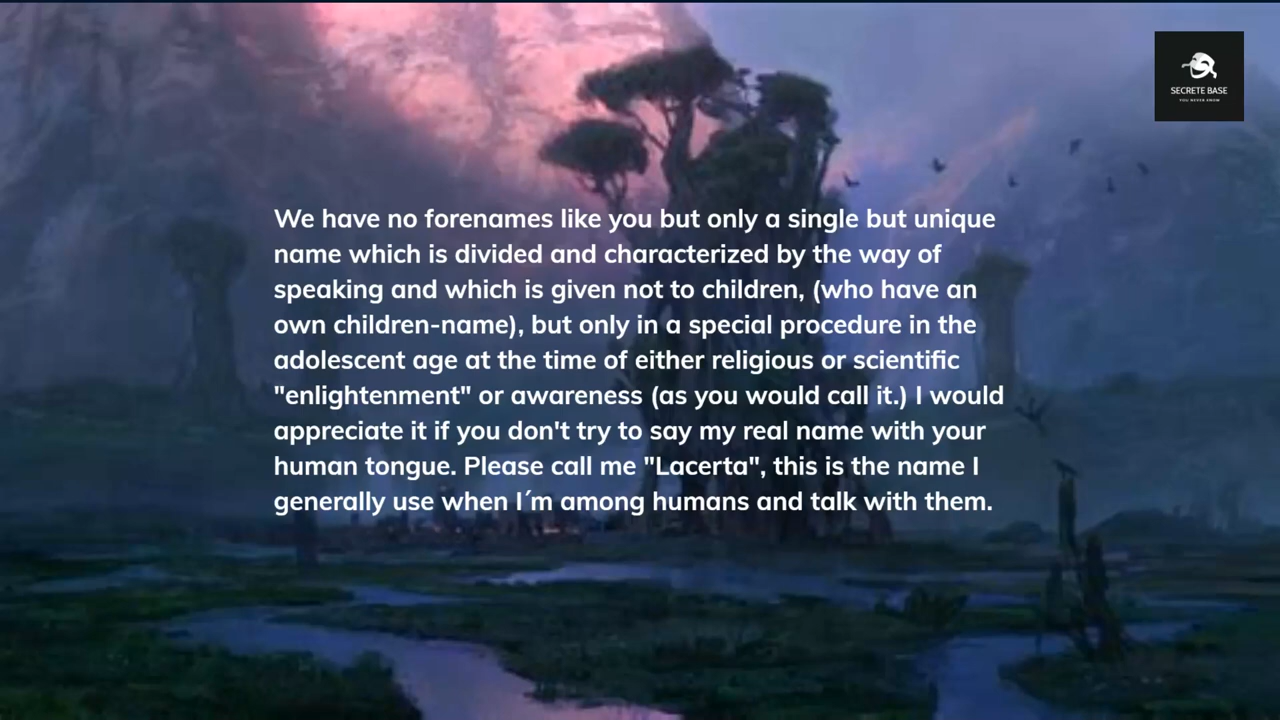 SECRETE BASE
YOU NEVER KNOW
We have no forenames like you but only a single but unique
name which is divided and characterized by the way of
speaking and which is given not to children, (who have an
own children-name), but only in a special procedure in the
adolescent age at the time of either religious or scientific
"enlightenment" or awareness (as you would call it.) I would
appreciate it if you don't try to say my real name with your
human tongue. Please call me "Lacerta", this is the name I
generally use when I´m among humans and talk with them.